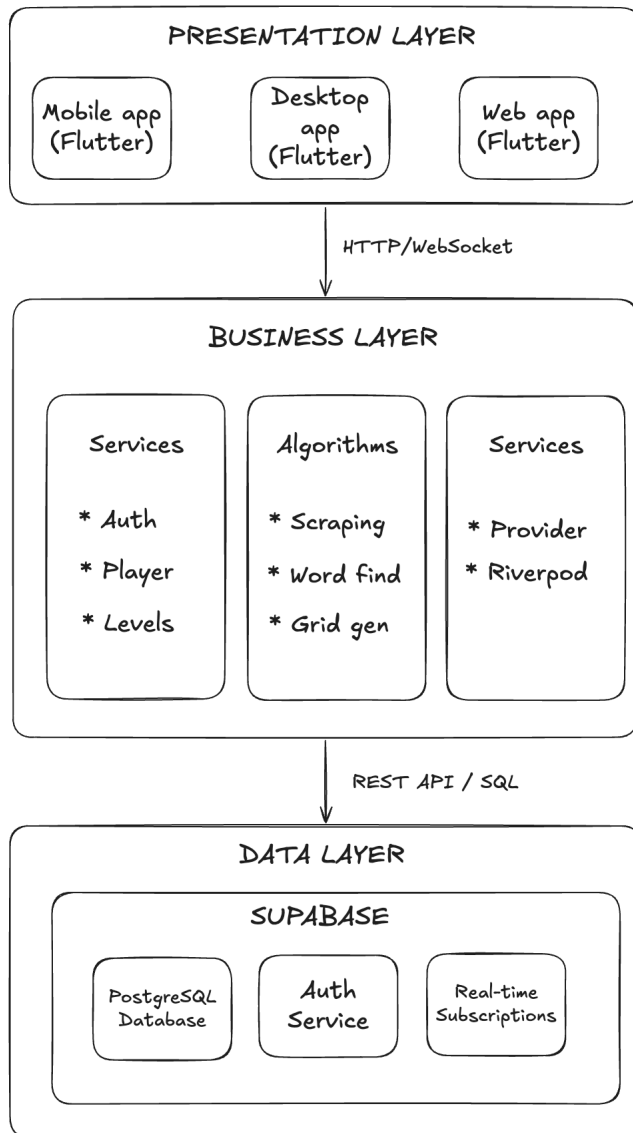 PRESENTATION LAYER
Mobile app
(Flutter)
Desktop
app
(Flutter)
Web app
(Flutter)
HTTP/WebSocket
BUSINESS LAYER
Services
* Auth
* Player
* Levels
Algorithms
* Scraping
* Word find
* Grid gen
Services
* Provider
* Riverpod
REST API / SQL
DATA LAYER
SUPABASE
PostgreSQL
Database
Auth
Service
Real-time
Subscriptions